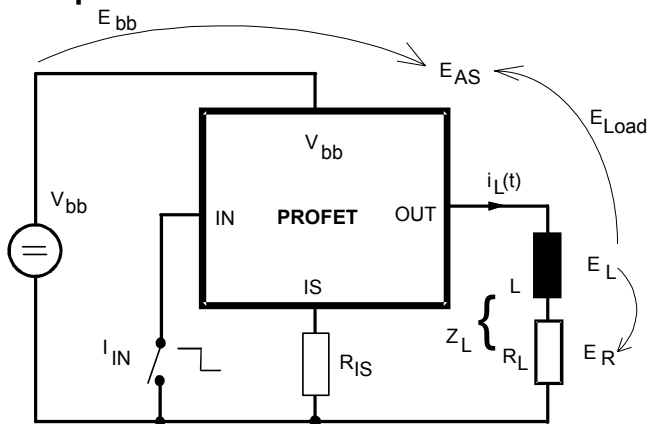 E bb
E AS
E Load
V bb
V bb
i L (t)
IN
PROFET
OUT
IS
L
E L
Z L
{
I IN
R IS
R L
E R